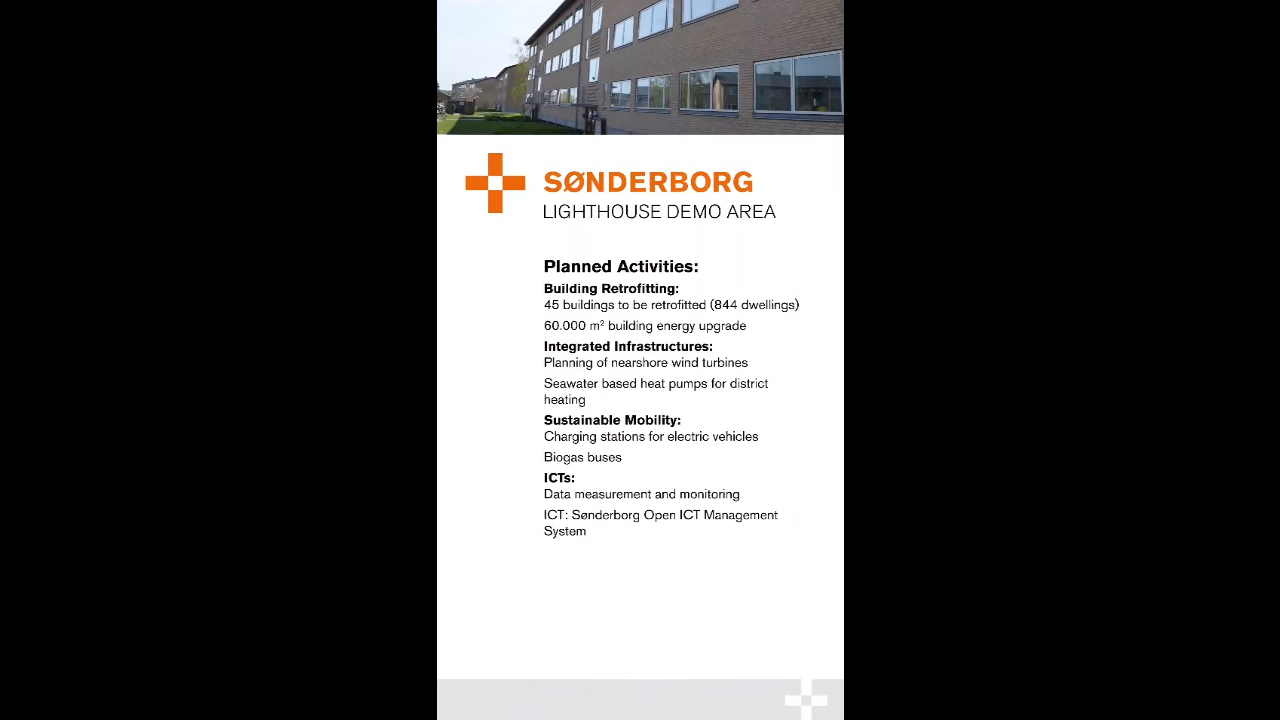 SØNDERBORG
LIGHTHOUSE DEMO AREA
Planned Activities:
Building Retrofitting:
45 buildings to be retrofitted (844 dwellings)
60.000 m² building energy upgrade
Integrated Infrastructures:
Planning of nearshore wind turbines
Seawater based heat pumps for district
heating
Sustainable Mobility:
Charging stations for electric vehicles
Biogas buses
ICTs:
Data measurement and monitoring
ICT: Sønderborg Open ICT Management
System